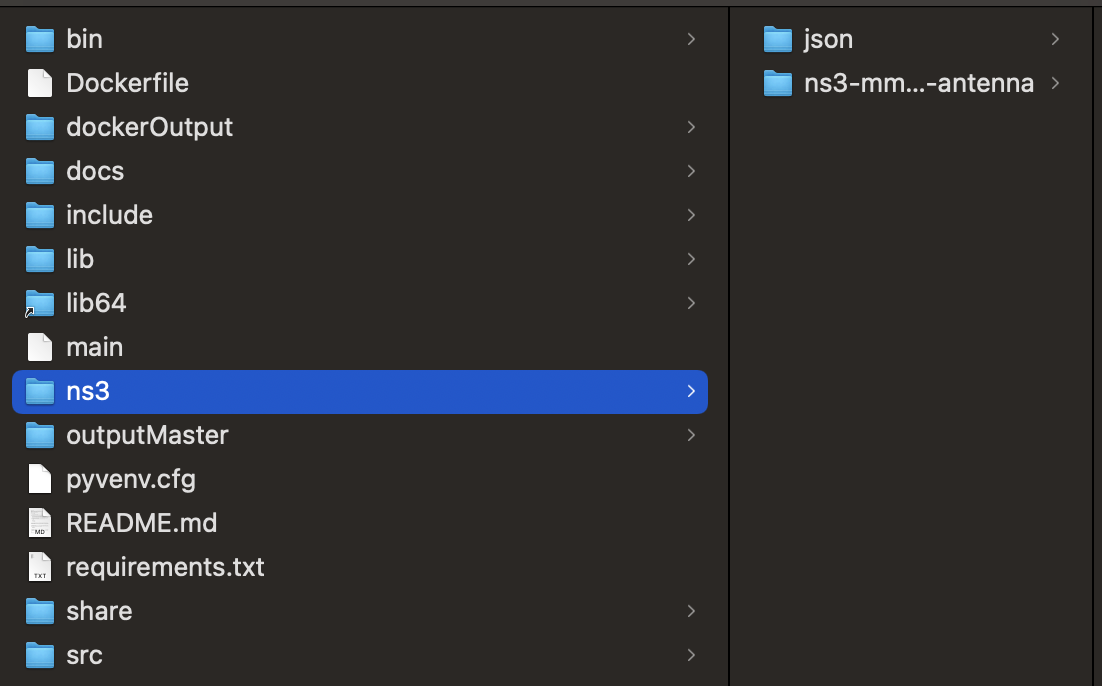 bin
Dockerfile
dockerOutput
docs
include
lib
lib64
main
ns3
outputMaster
pyvenv.cfg
README.md
requirements.txt
share
src
json
ns3-mm...-antenna
MD
TXT